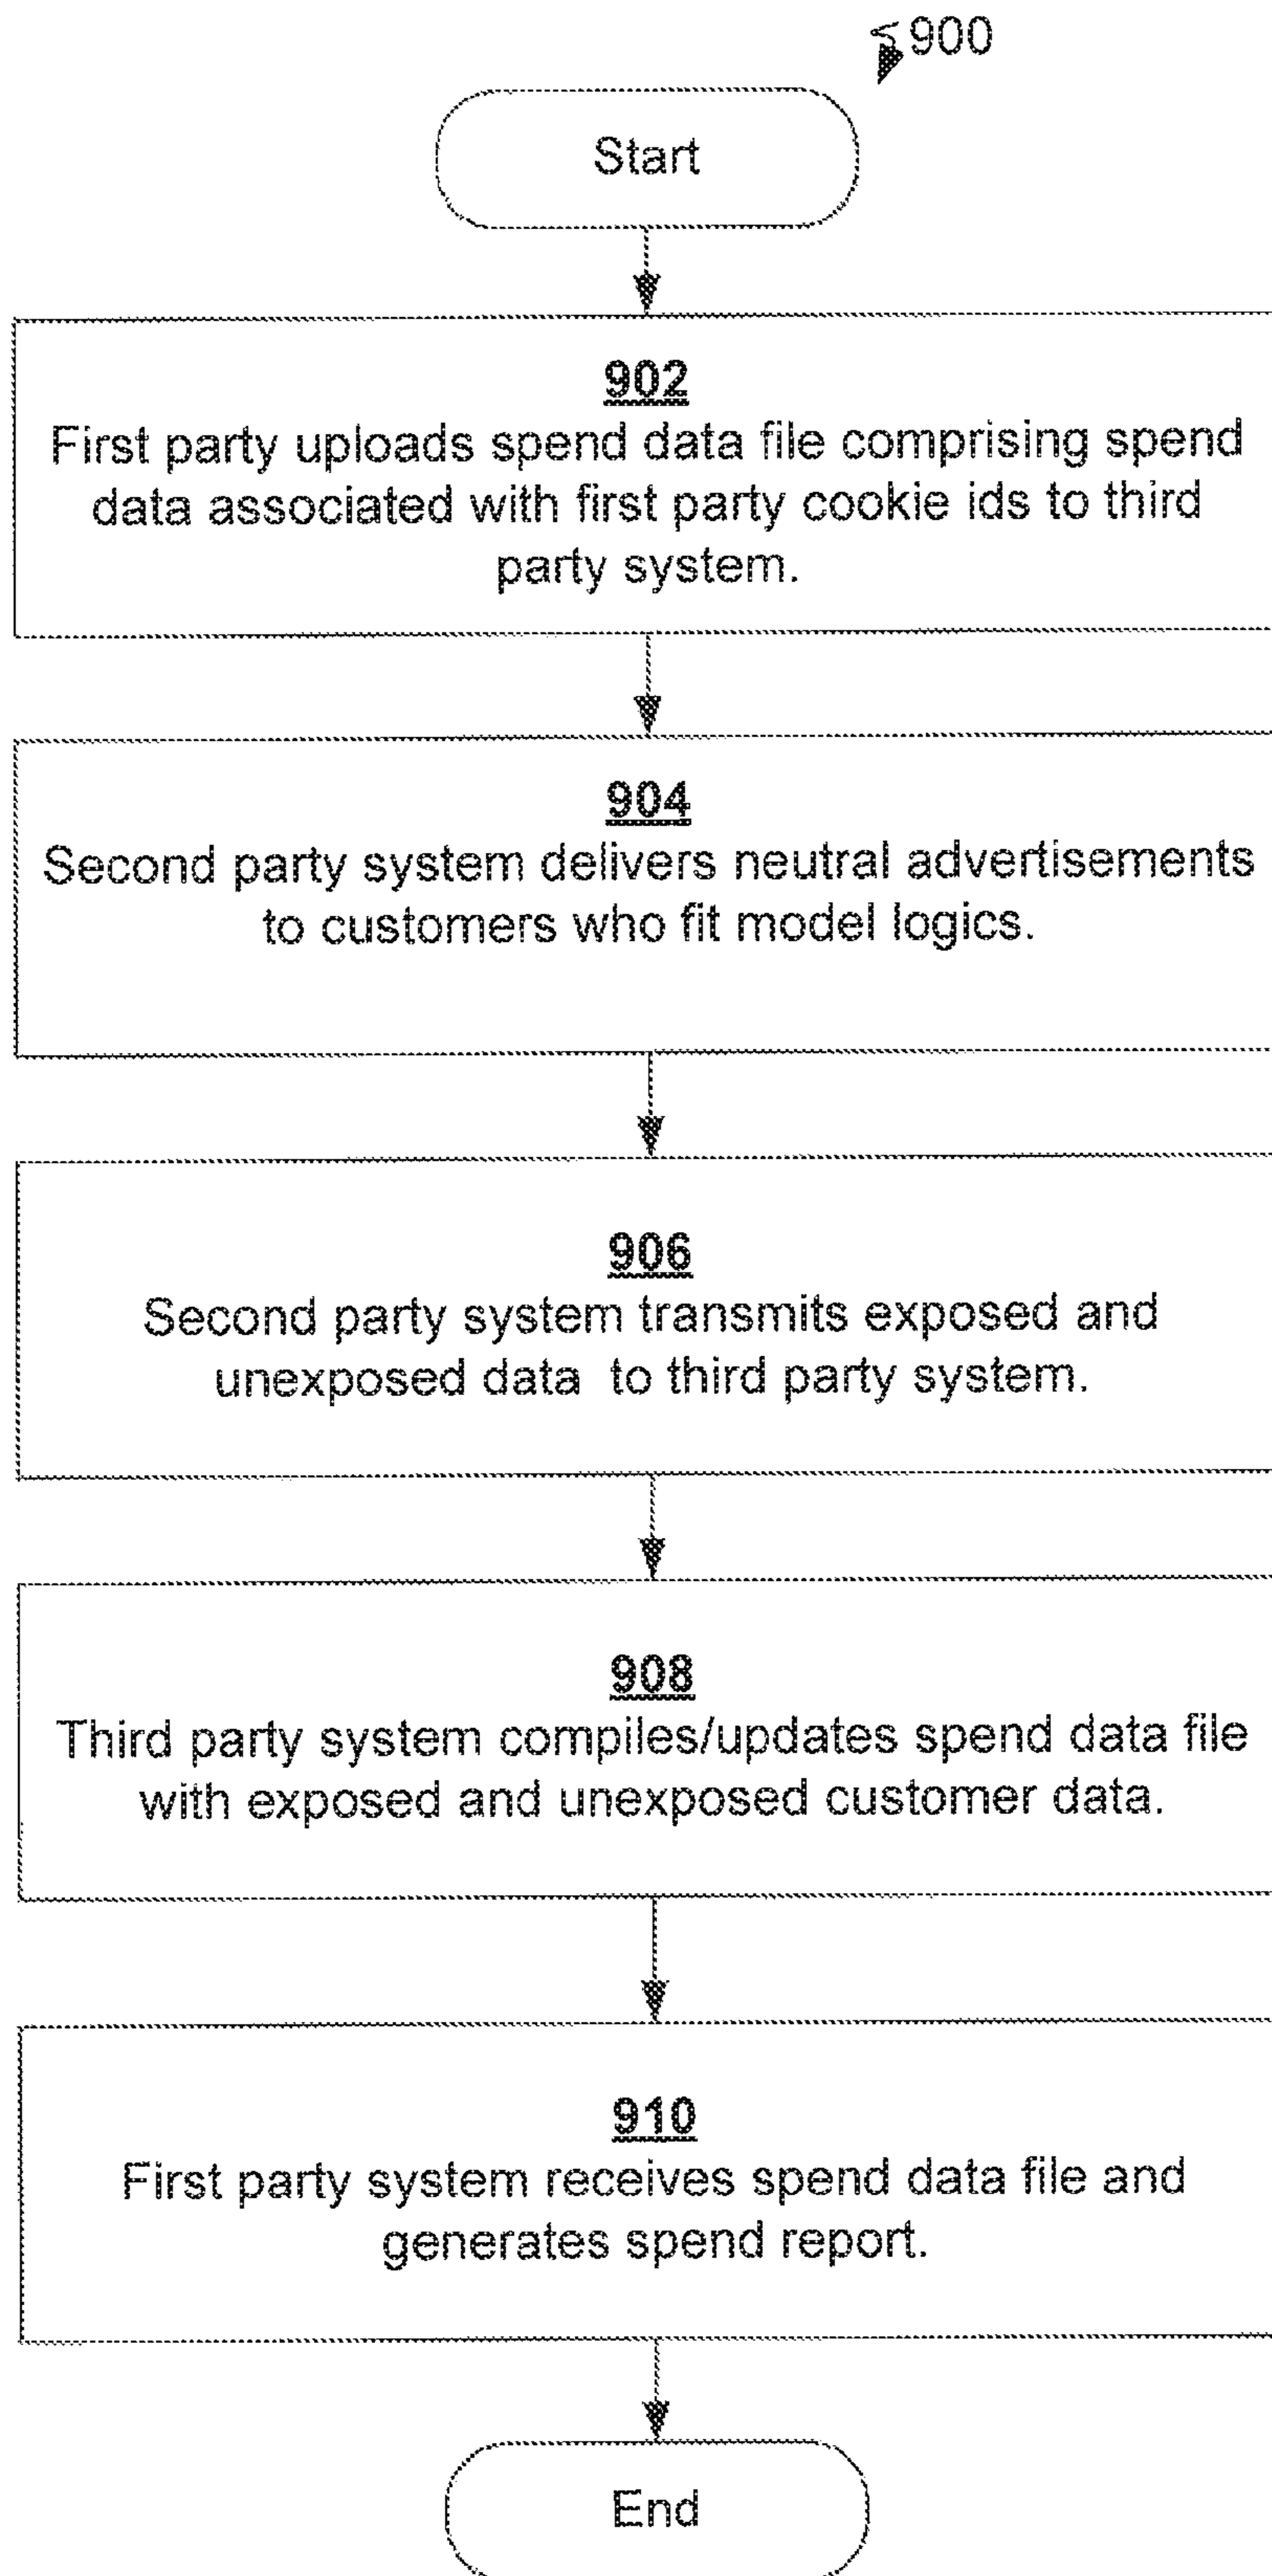 900
Start
902
First party uploads spend data file comprising spend
data associated with first party cookie ids to third
party system.
904
Second party system delivers neutral advertisements
to customers who fit model logics.
906
Second party system transmits exposed and
unexposed data to third party system.
908
Third party system compiles/updates spend data file
with exposed and unexposed customer data.
910
First party system receives spend data file and
generates spend report.
End